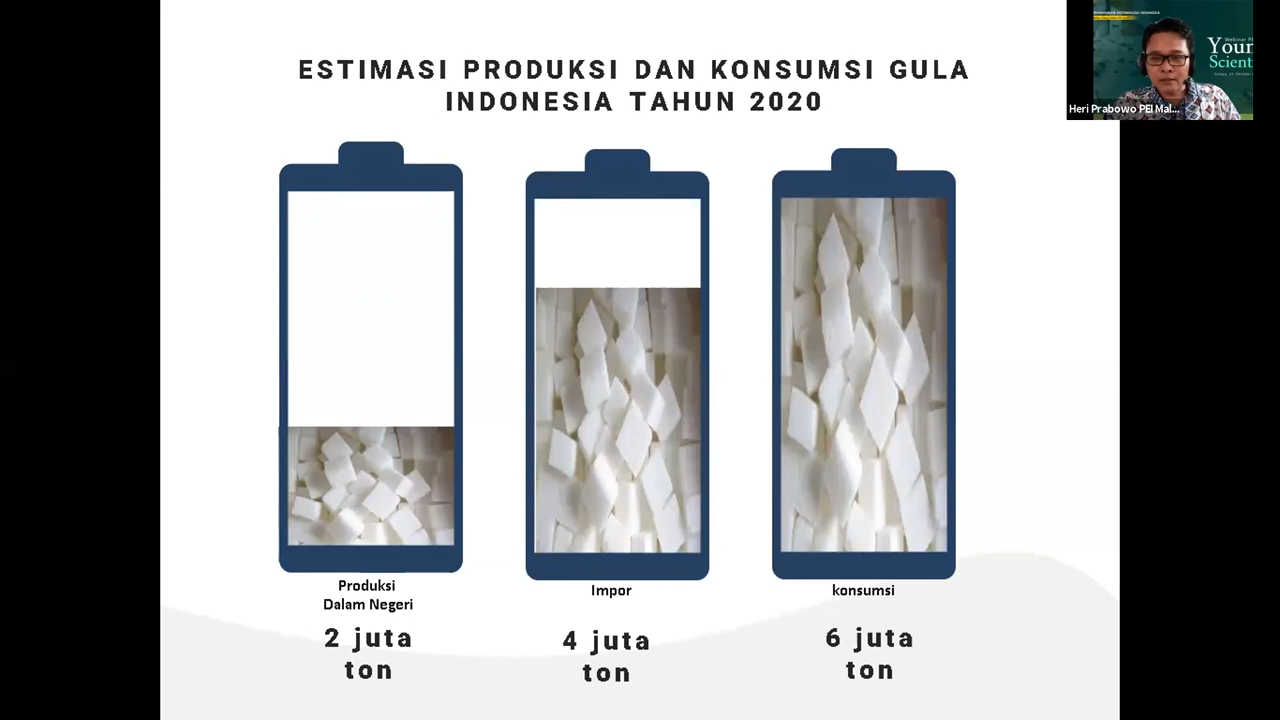 ESTIMASI PRODUKSI DAN KONSUMSI GULA
INDONESIA TAHUN 2020
Produksi
Dalam Negeri
2 juta
ton
Impor
4 juta
ton
konsumsi
6 juta
ton
Webinar
Your
Scient
Heri Prabowo PEI Mal...